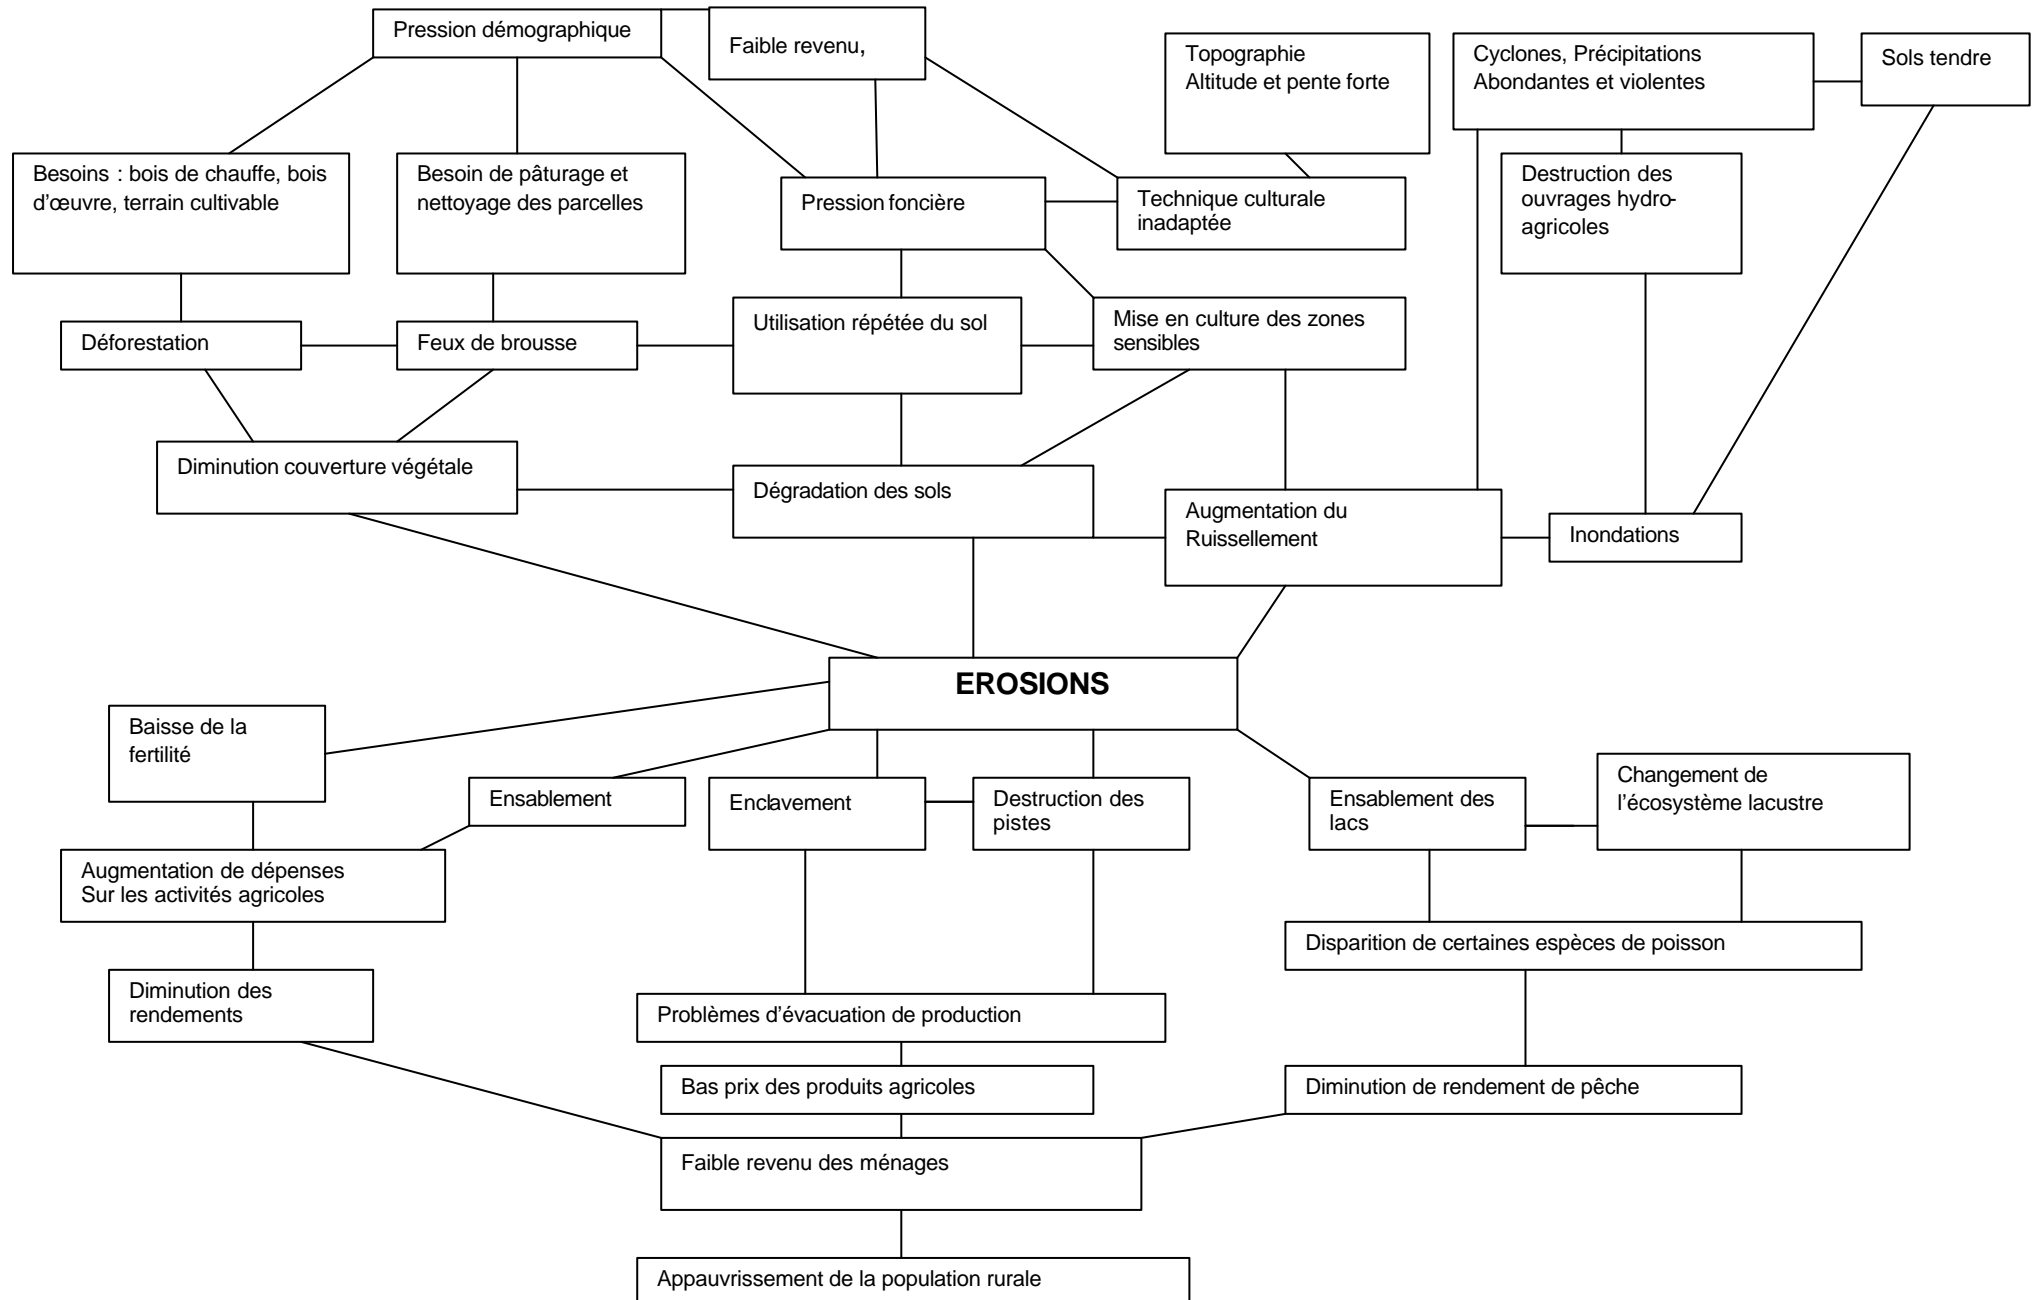 Pression démographique
Faible revenu,
Topographie
Altitude et pente forte
Cyclones, Précipitations
Abondantes et violentes
Sols tendre
Besoins : bois de chauffe, bois
d'œuvre, terrain cultivable
Besoin de pâturage et
nettoyage des parcelles
Pression foncière
Technique culturale
inadaptée
Destruction des
ouvrages hydro-
agricoles
Déforestation
Feux de brousse
Utilisation répétée du sol
Mise en culture des zones
sensibles
Diminution couverture végétale
Dégradation des sols
Augmentation du
Ruissellement
Inondations
EROSIONS
Baisse de la
fertilité
Ensablement
Enclavement
Destruction des
pistes
Ensablement des
lacs
Changement de
l'écosystème lacustre
Augmentation de dépenses
Sur les activités agricoles
Disparition de certaines espèces de poisson
Diminution des
rendements
Problèmes d'évacuation de production
Bas prix des produits agricoles
Diminution de rendement de pêche
Faible revenu des ménages
Appauvrissement de la population rurale